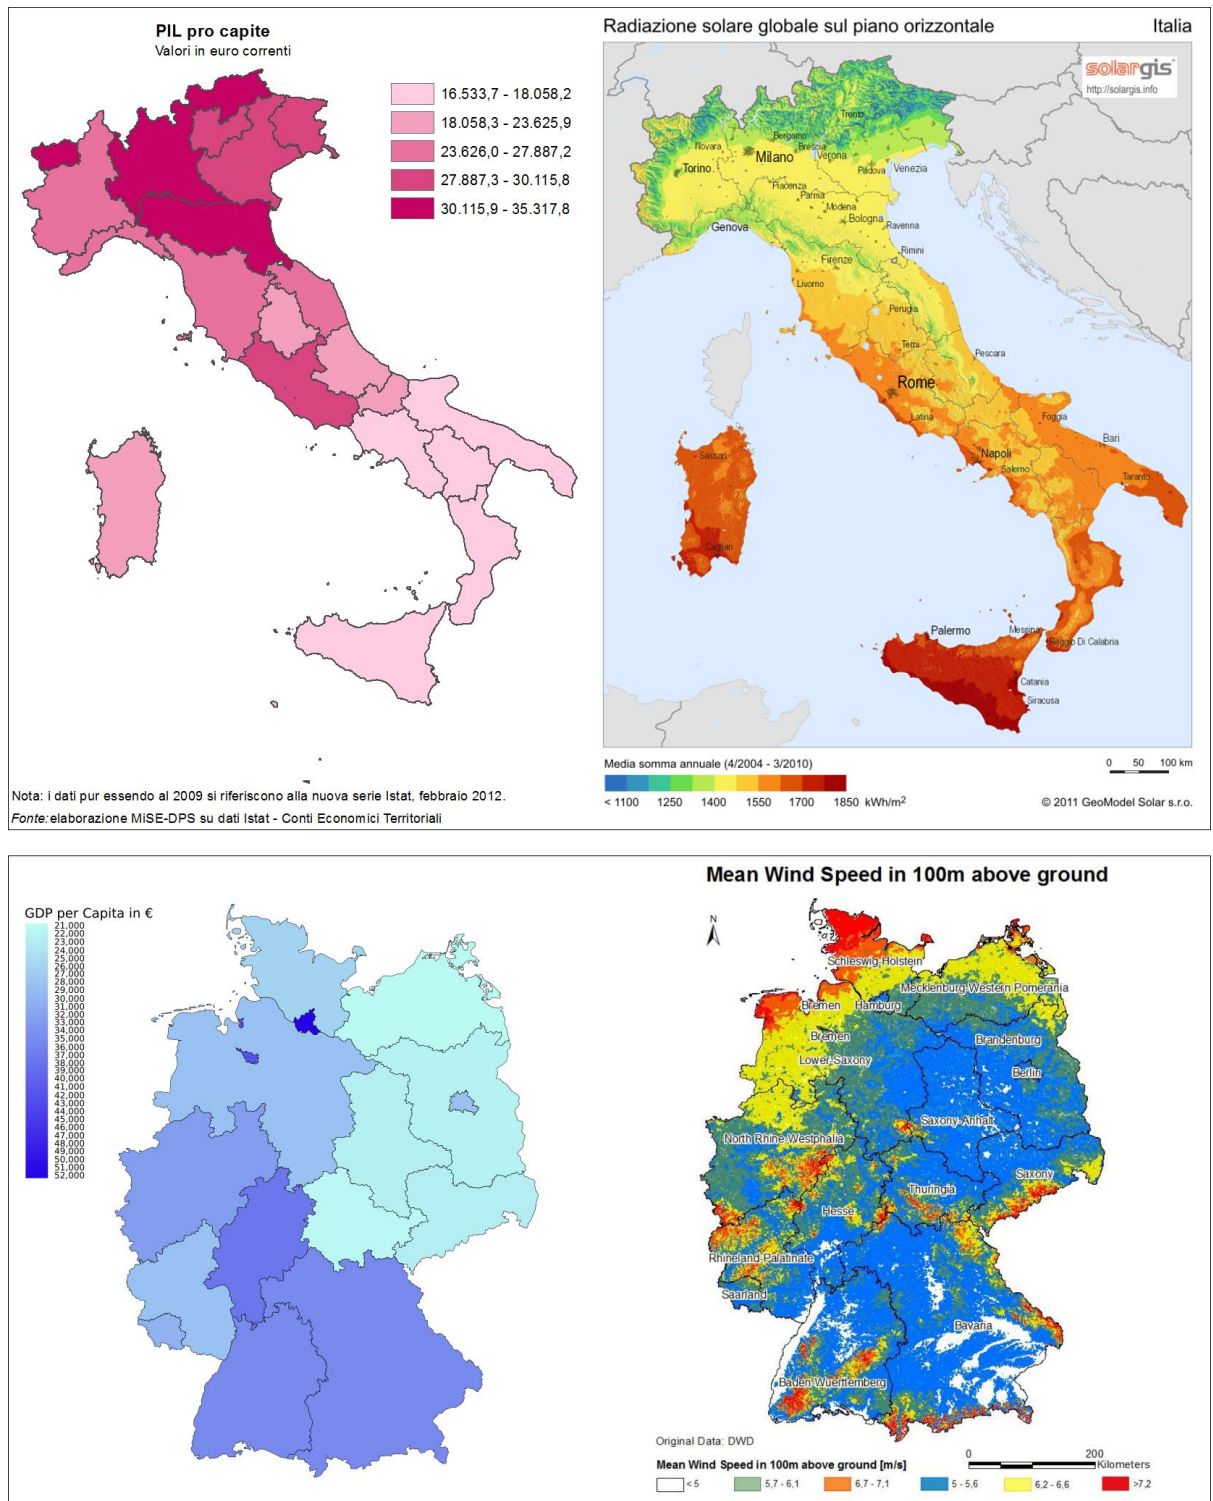 PIL pro capite
Valori in euro correnti
16.533,7 - 18.058,2
18.058,3 - 23.625,9
23.626,0 - 27.887,2
27.887,3 - 30.115,8
30.115,9 - 35.317,8
Nota: i dati pur essendo al 2009 si riferiscono alla nuova serie Istat, febbraio 2012.
Fonte: elaborazione MiSE-DPS su dati Istat - Conti Economici Territoriali
Radiazione solare globale sul piano orizzontale
Italia
solargis
http://solargis.info
Trento
Bergamo
Novara
Brescia
Milano
Verona
Torino
Padova
Venezia
Piacenza
Parma
Modena
Bologna
Genova
Ravenna
Rimini
Firenze
Livorno
Perugia
Terni
Pescara
Rome
Latina
Foggia
Bari
Napoli
Sassari
Salerno
Taranto
Cagliari
Palermo
Messina
Reggio Di Calabria
Catania
Siracusa
Media somma annuale (4/2004 - 3/2010)
0 50 100 km
< 1100 1250 1400 1550 1700 1850 kWh/m²
© 2011 GeoModel Solar s.r.o.
GDP per Capita in €
21,000
22,000
23,000
24,000
25,000
26,000
27,000
28,000
29,000
30,000
31,000
32,000
33,000
34,000
35,000
36,000
37,000
38,000
39,000
40,000
41,000
42,000
43,000
44,000
45,000
46,000
47,000
48,000
49,000
50,000
51,000
52,000
Mean Wind Speed in 100m above ground
N
Schleswig-Holstein
Mecklenburg-Western Pomerania
Bremen
Hamburg
Bremen
Brandenburg
Lower-Saxony
Berlin
Saxony-Anhalt
North Rhine-Westphalia
Saxony
Thuringia
Hesse
Rhineland-Palatinate
Saarland
Bavaria
Baden-Wuerttemberg
Original Data: DWD
0 200
Kilometers
Mean Wind Speed in 100m above ground [m/s]
< 5
5,7 - 6,1
6,7 - 7,1
5 - 5,6
6,2 - 6,6
>7,2